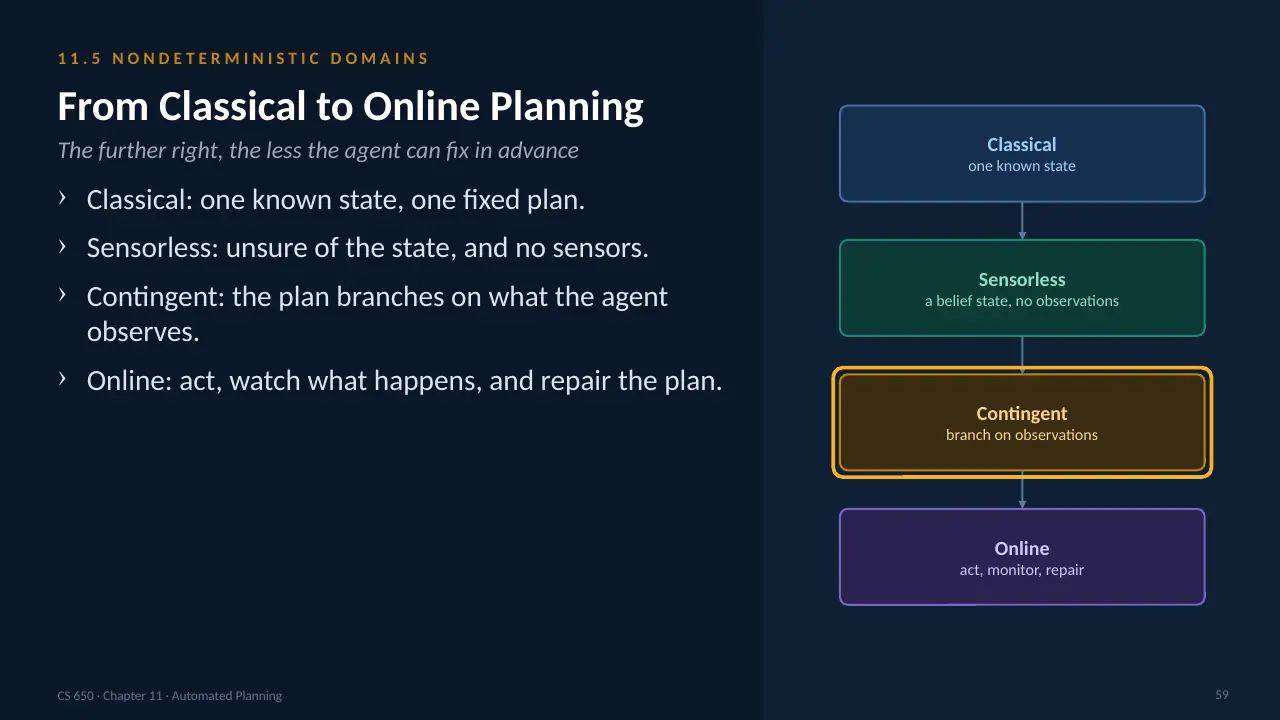 11.5 NONDETERMINISTIC DOMAINS
From Classical to Online Planning
The further right, the less the agent can fix in advance
› Classical: one known state, one fixed plan.
› Sensorless: unsure of the state, and no sensors.
› Contingent: the plan branches on what the agent
observes.
› Online: act, watch what happens, and repair the plan.
Classical
one known state
Sensorless
a belief state, no observations
Contingent
branch on observations
Online
act, monitor, repair
CS 650 · Chapter 11 · Automated Planning
59